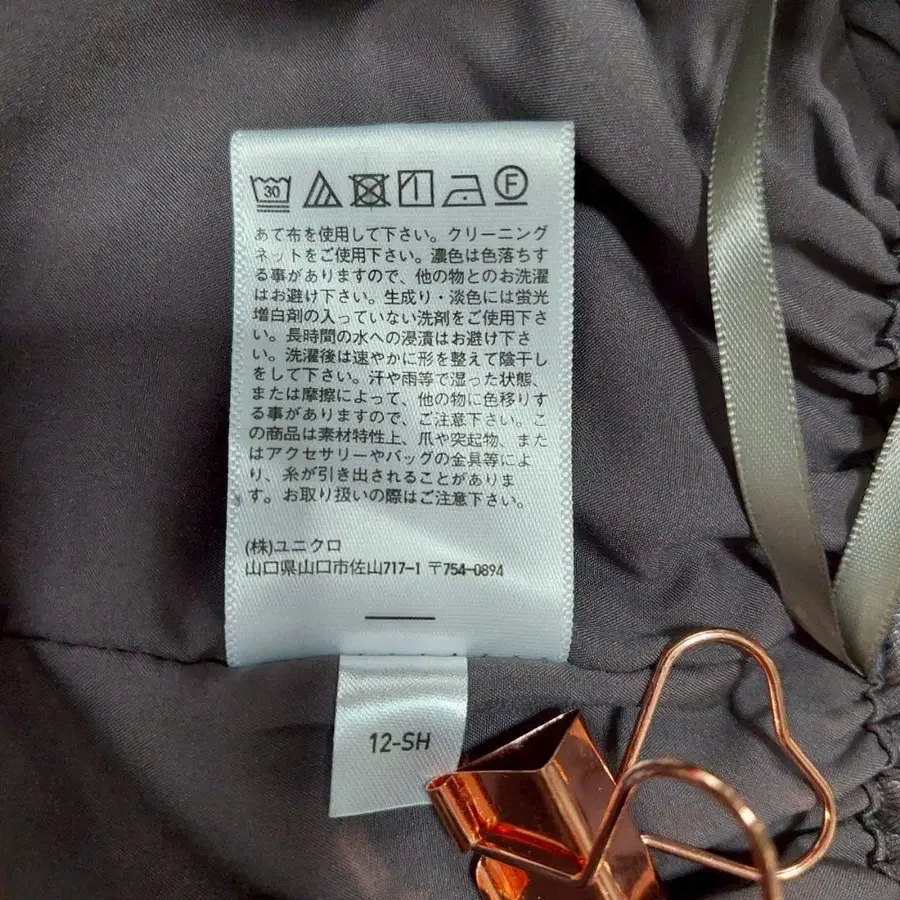 30
F
あて布を使用して下さい。クリーニング
ネットをご使用下さい。濃色は色落ちす
る事がありますので、他の物とのお洗濯
はお避け下さい。生成り・淡色には蛍光
増白剤の入っていない洗剤をご使用下さ
い。長時間の水への浸漬はお避け下さ
い。洗濯後は速やかに形を整えて陰干し
をして下さい。汗や雨等で湿った状態、
または摩擦によって、他の物に色移りす
る事がありますので、ご注意下さい。こ
の商品は素材特性上、爪や突起物、また
はアクセサリーやバッグの金具等によ
り、糸が引き出されることがありま
す。お取り扱いの際はご注意下さい。
(株)ユニクロ
山口県山口市佐山717-1 〒754-0894
12-SH